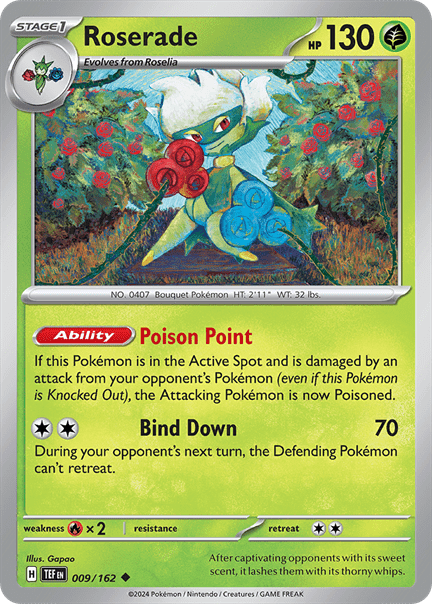 STAGE 1
Roserade
HP 130
Evolves from Roselia
NO. 0407 Bouquet Pokémon HT: 2'11" WT: 32 lbs.
Ability Poison Point
If this Pokémon is in the Active Spot and is damaged by an
attack from your opponent's Pokémon (even if this Pokémon
is Knocked Out), the Attacking Pokémon is now Poisoned.
Bind Down 70
During your opponent's next turn, the Defending Pokémon
can't retreat.
weakness ×2 resistance retreat
Illus. Gapao
H TEF EN 009/162
After captivating opponents with its sweet
scent, it lashes them with its thorny whips.
©2024 Pokémon / Nintendo / Creatures / GAME FREAK